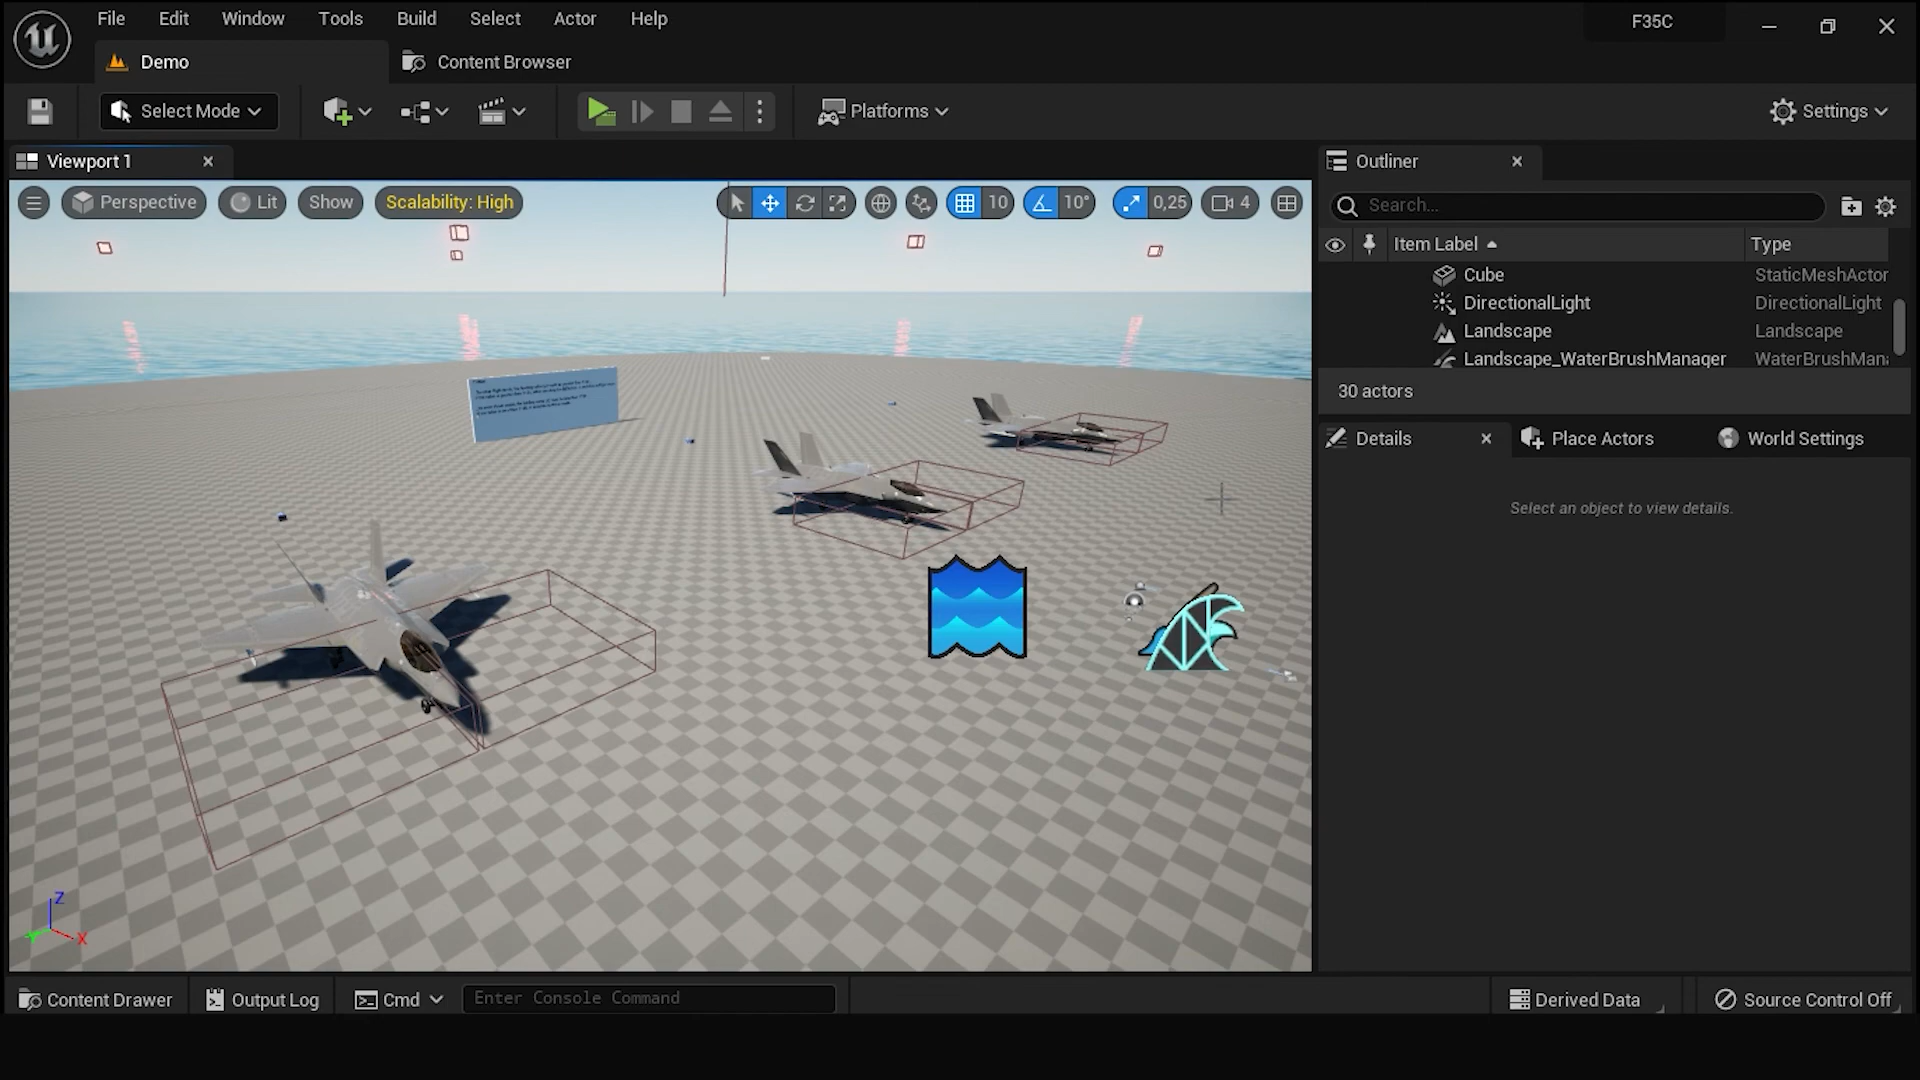 File Edit Window Tools Build Select Actor Help F35C
Demo Content Browser
Select Mode Platforms Settings
Viewport 1 Outliner
Perspective Lit Show Scalability: High 10 10° 0,25 4 Search...
Item Label Type
Cube StaticMeshActor
DirectionalLight DirectionalLight
Landscape Landscape
Landscape_WaterBrushManager WaterBrushMan
30 actors
Details Place Actors World Settings
Select an object to view details.
Z
X
Content Drawer Output Log Cmd Enter Console Command Derived Data Source Control Off